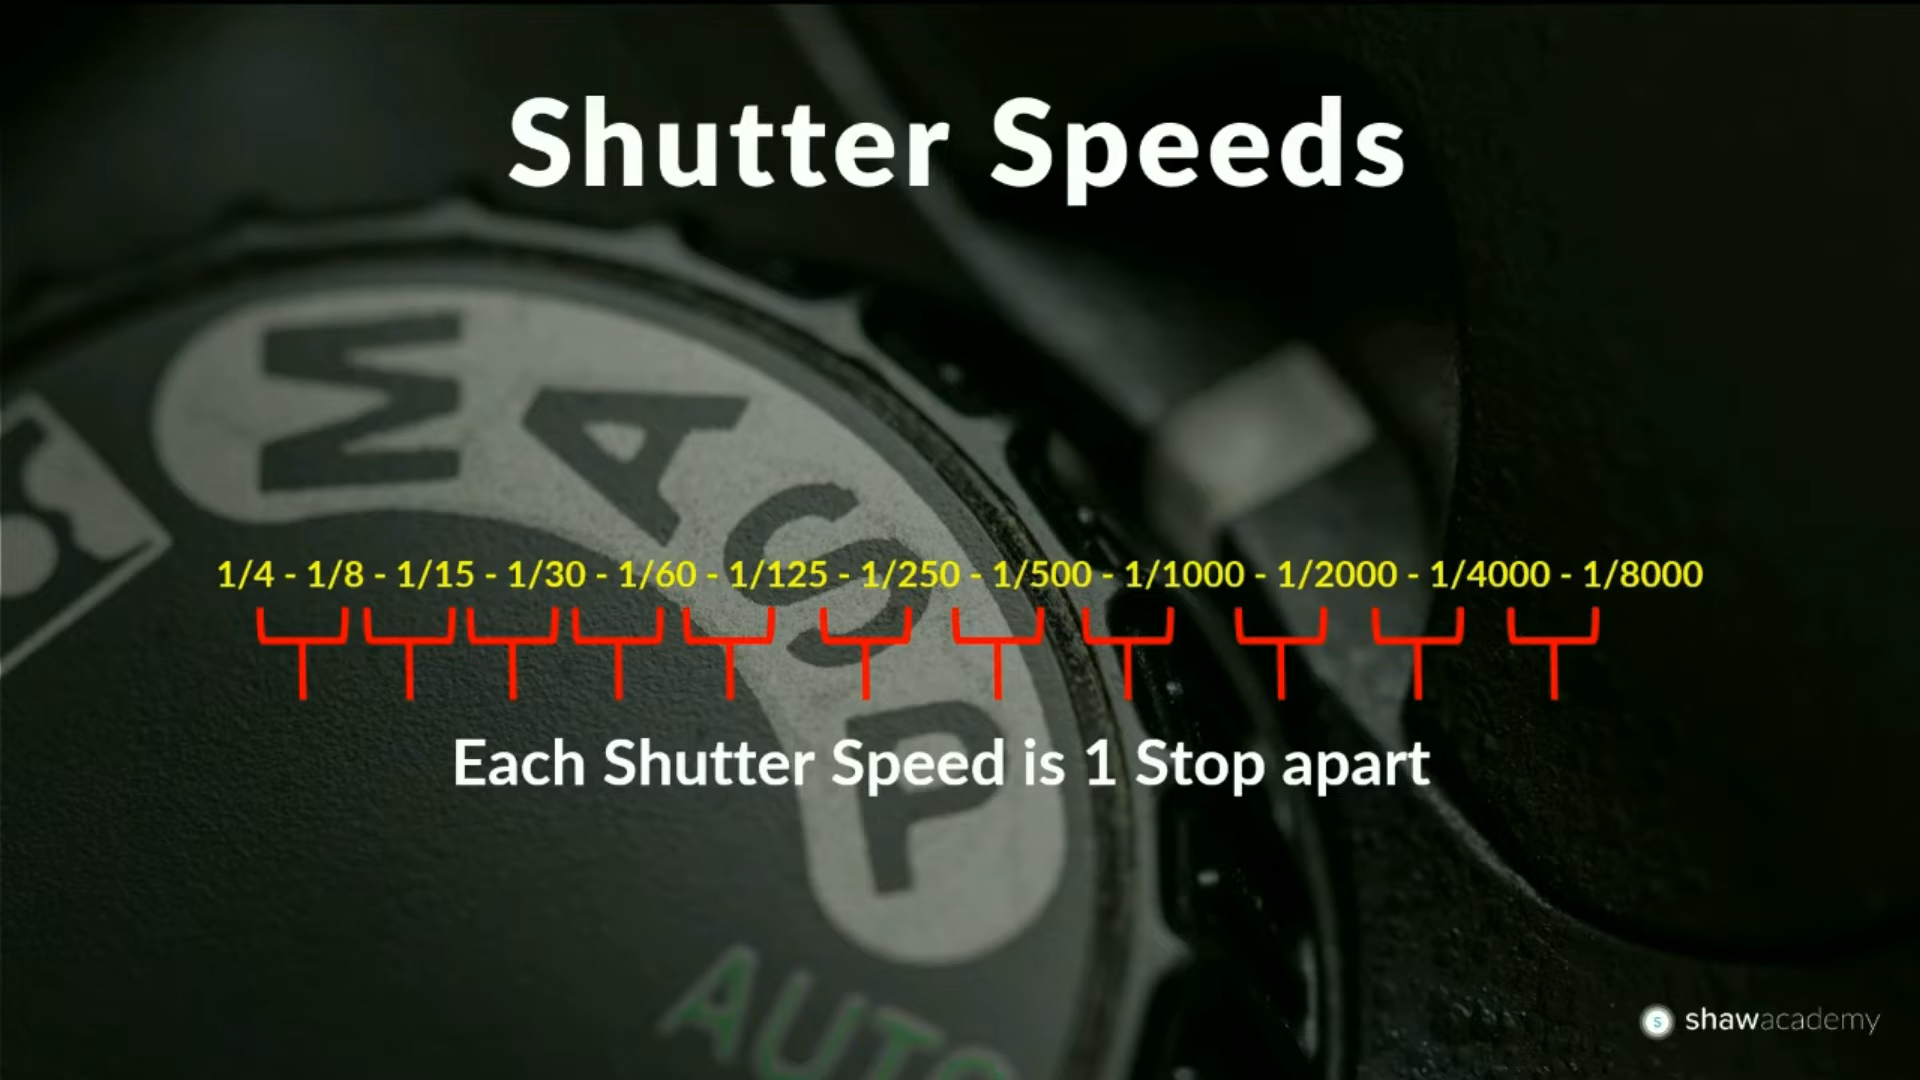 Shutter Speeds
M
A
S
P
1/4 - 1/8 - 1/15 - 1/30 - 1/60 - 1/125 - 1/250 - 1/500 - 1/1000 - 1/2000 - 1/4000 - 1/8000
Each Shutter Speed is 1 Stop apart
AUTO
shawacademy